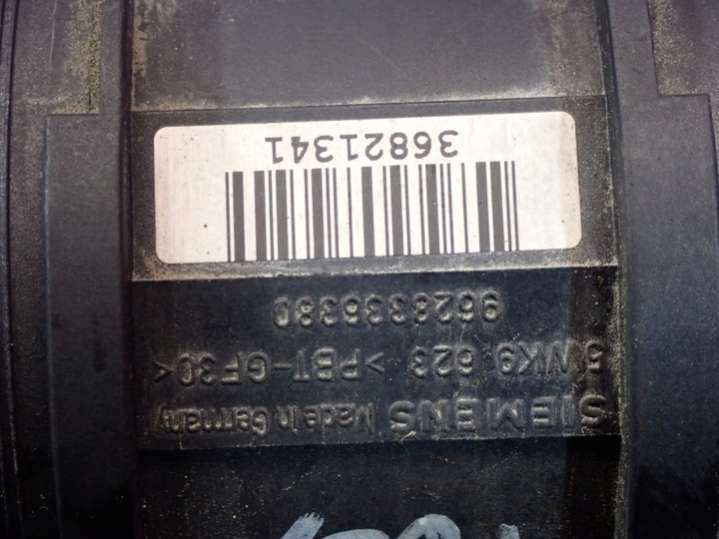 SIEMENS Made in Germany
5WK9 623 >PBT-GF30<
9628336380
36821341